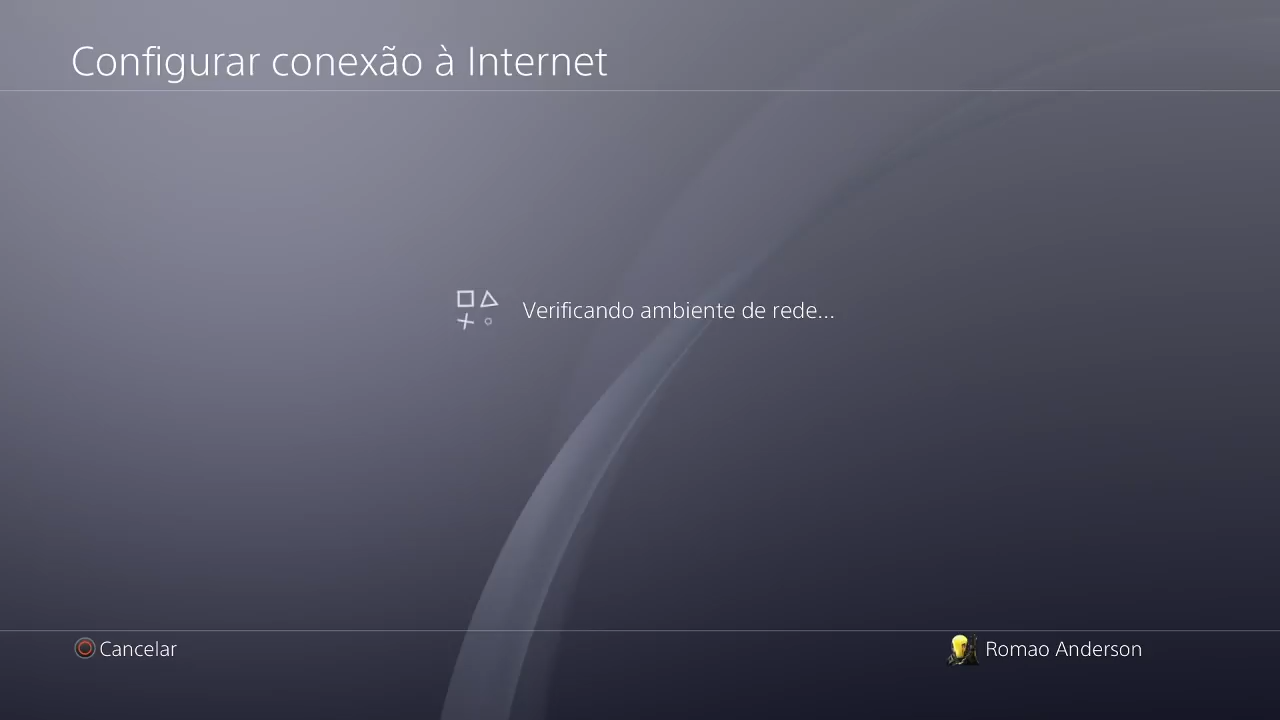 Configurar conexão à Internet
Verificando ambiente de rede...
Cancelar
Romao Anderson